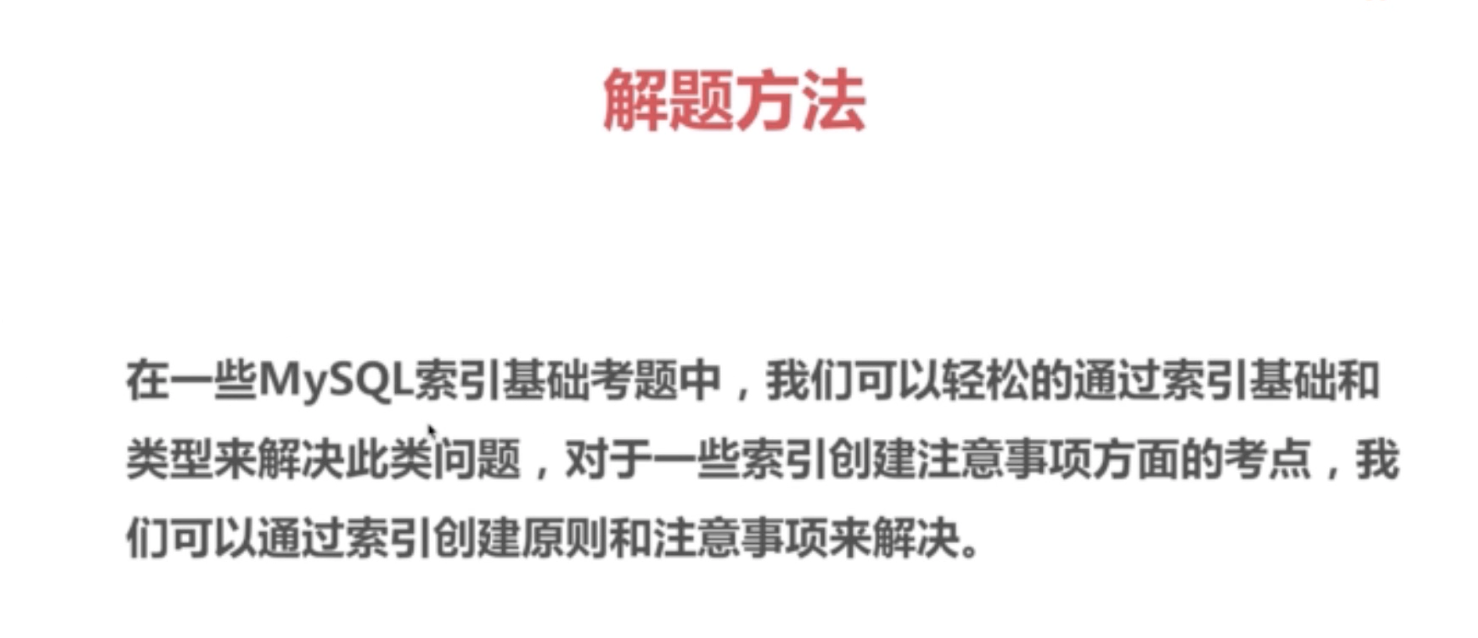 解题方法
在一些MySQL索引基础考题中，我们可以轻松的通过索引基础和
类型来解决此类问题，对于一些索引创建注意事项方面的考点，我
们可以通过索引创建原则和注意事项来解决。